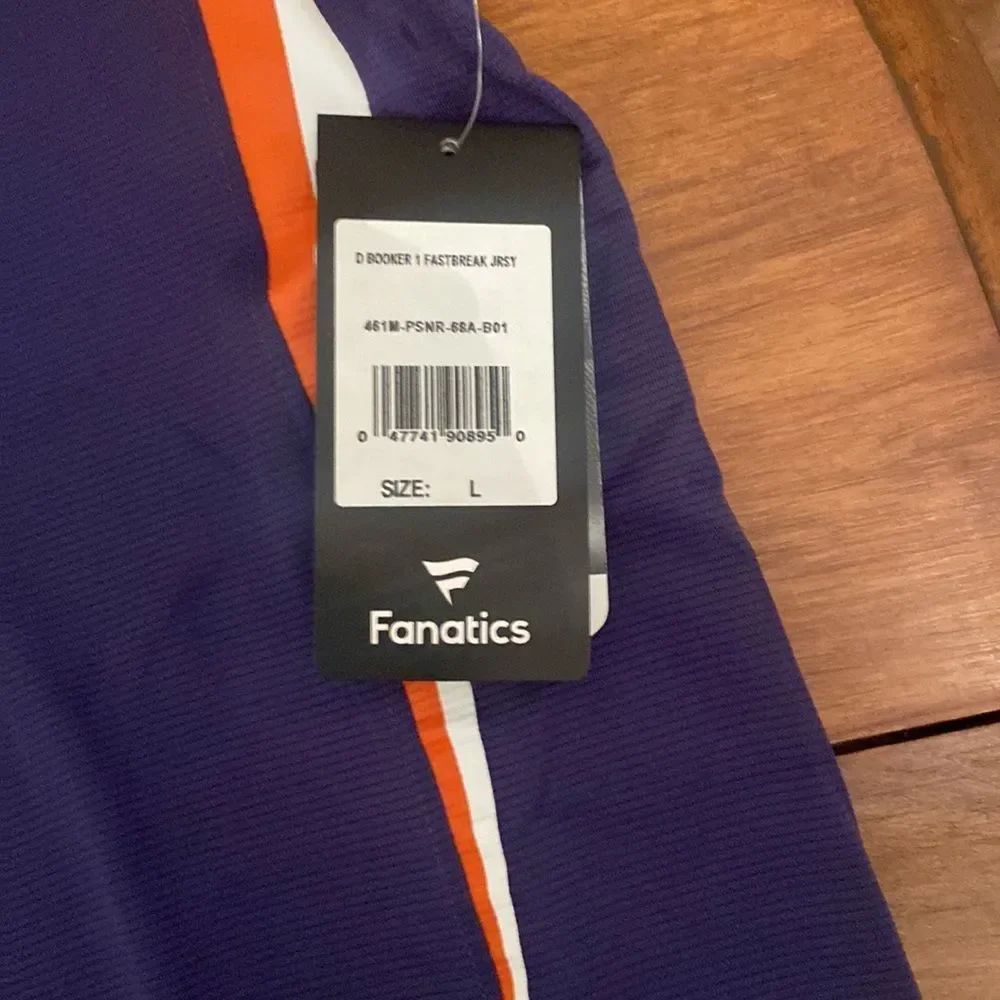 D BOOKER 1 FASTBREAK JRSY
461M-PSNR-68A-B01
0 47741 90895 0
SIZE: L
Fanatics